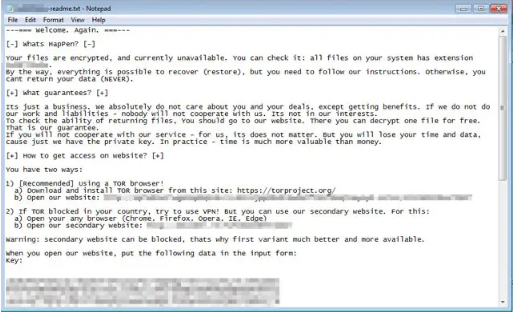 -readme.txt - Notepad
File Edit Format View Help
---=== Welcome. Again. ===---
[-] Whats HapPen? [-]
Your files are encrypted, and currently unavailable. You can check it: all files on your system has extension
By the way, everything is possible to recover (restore), but you need to follow our instructions. Otherwise, you
cant return your data (NEVER).
[+] What guarantees? [+]
Its just a business. We absolutely do not care about you and your deals, except getting benefits. If we do not do
our work and liabilities - nobody will not cooperate with us. Its not in our interests.
To check the ability of returning files, You should go to our website. There you can decrypt one file for free.
That is our guarantee.
If you will not cooperate with our service - for us, its does not matter. But you will lose your time and data,
cause just we have the private key. In practice - time is much more valuable than money.
[+] How to get access on website? [+]
You have two ways:
1) [Recommended] Using a TOR browser!
a) Download and install TOR browser from this site: https://torproject.org/
b) Open our website:
2) If TOR blocked in your country, try to use VPN! But you can use our secondary website. For this:
a) Open your any browser (Chrome, Firefox, Opera, IE, Edge)
b) Open our secondary website:
Warning: secondary website can be blocked, thats why first variant much better and more available.
When you open our website, put the following data in the input form:
Key: